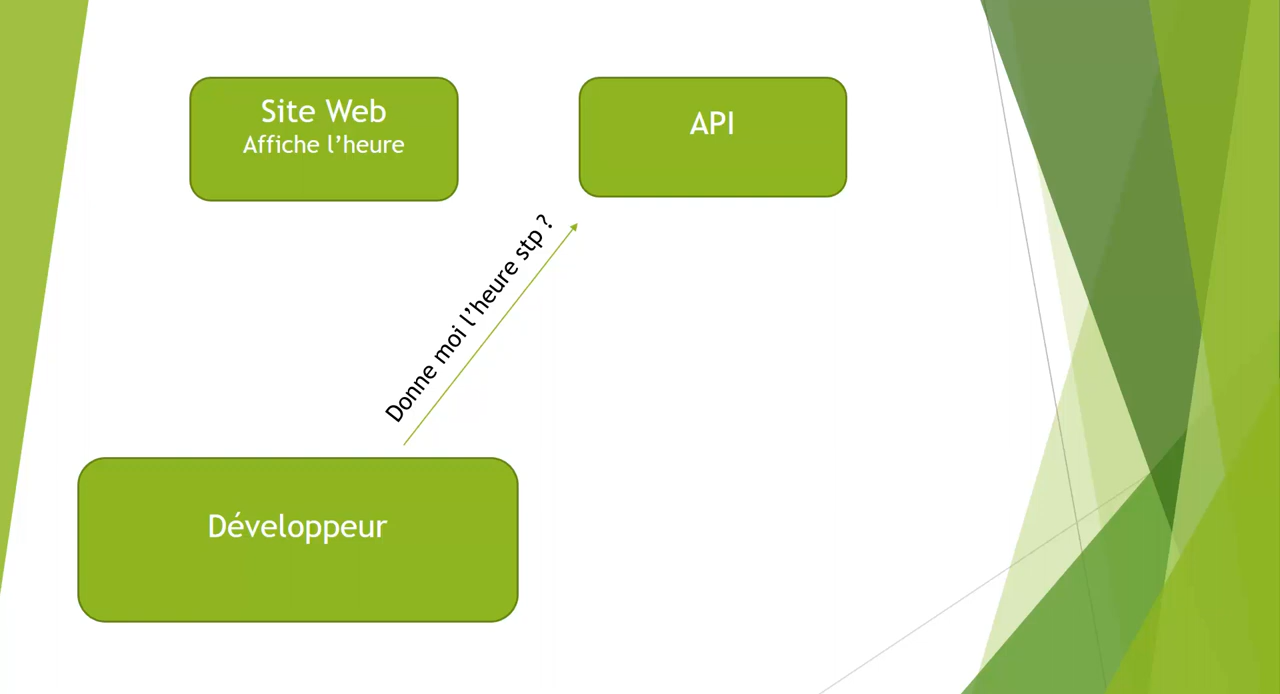 Site Web
Affiche l’heure
API
Donne moi l’heure stp ?
Développeur